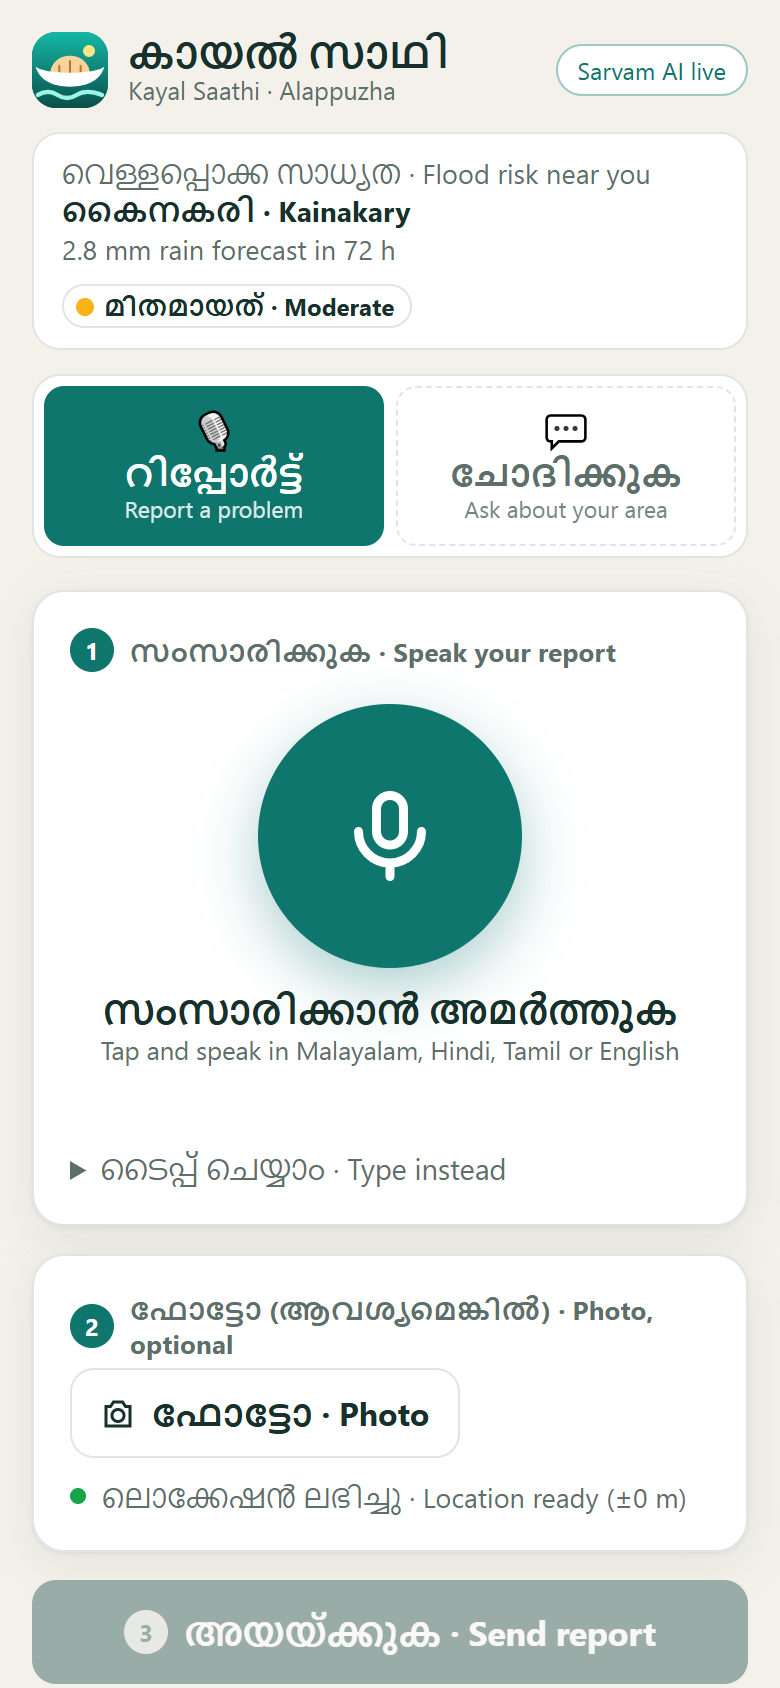 കായൽ സാഥി
Kayal Saathi · Alappuzha
Sarvam AI live
വെള്ളപ്പൊക്ക സാധ്യത · Flood risk near you
കൈനകരി · Kainakary
2.8 mm rain forecast in 72 h
മിതമായത് · Moderate
റിപ്പോർട്ട്
Report a problem
ചോദിക്കുക
Ask about your area
1 സംസാരിക്കുക · Speak your report
സംസാരിക്കാൻ അമർത്തുക
Tap and speak in Malayalam, Hindi, Tamil or English
ടൈപ്പ് ചെയ്യാം · Type instead
2 ഫോട്ടോ (ആവശ്യമെങ്കിൽ) · Photo,
optional
ഫോട്ടോ · Photo
ലൊക്കേഷൻ ലഭിച്ചു · Location ready (±0 m)
3 അയയ്ക്കുക · Send report